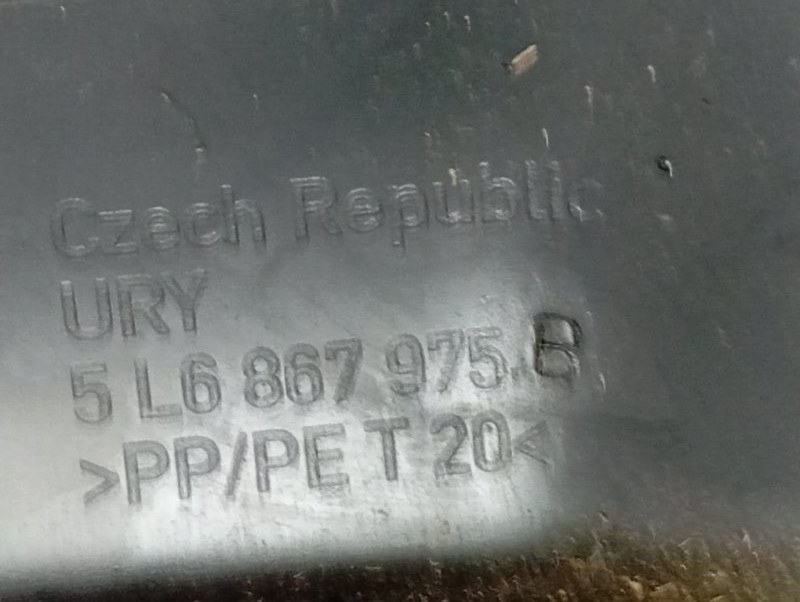 Czech Republic
URY
5 L6 867 975 B
>PP/PE T 20<